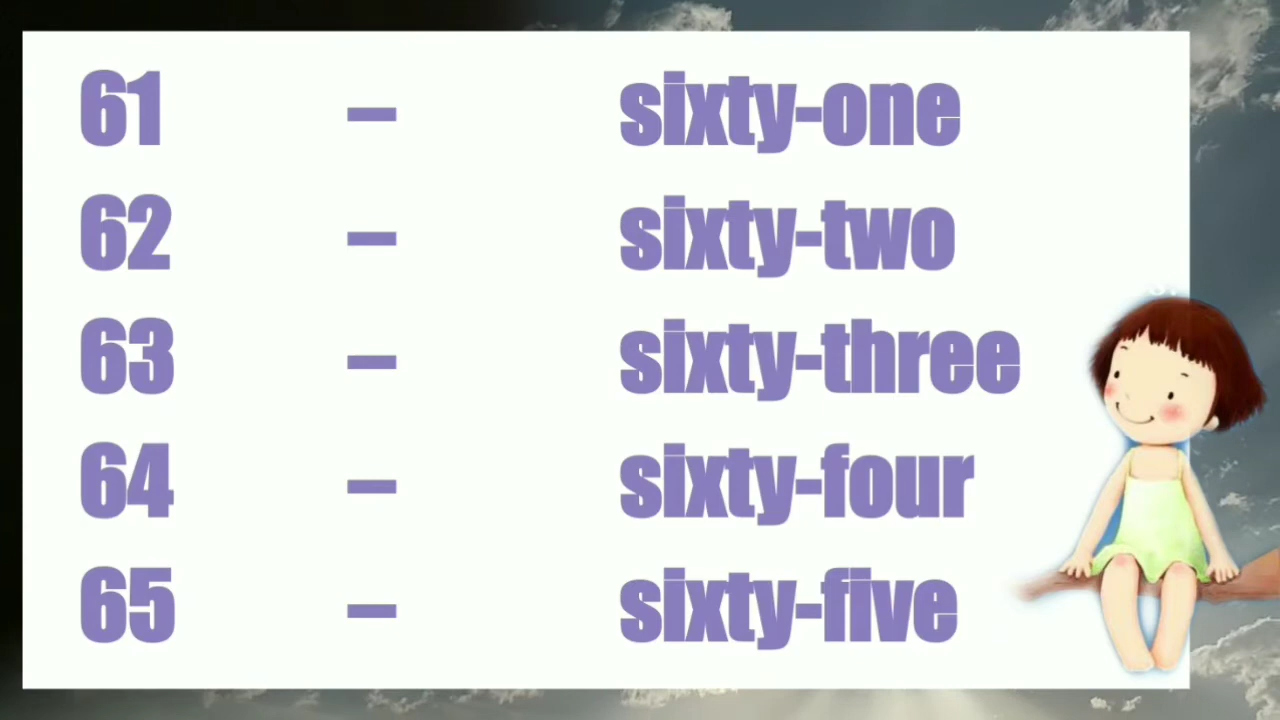 61 – sixty-one
62 – sixty-two
63 – sixty-three
64 – sixty-four
65 – sixty-five